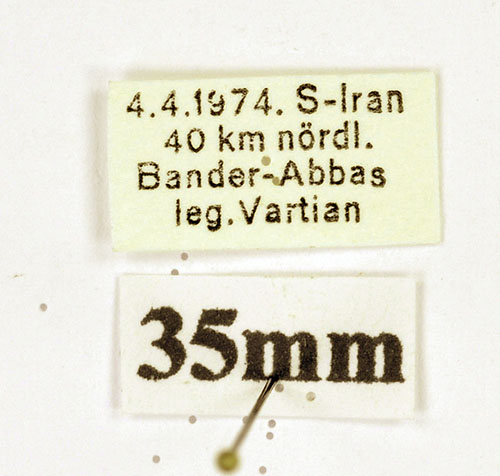 4.4.1974. S-Iran
40 km nördl.
Bander-Abbas
leg.Vartian
35mm